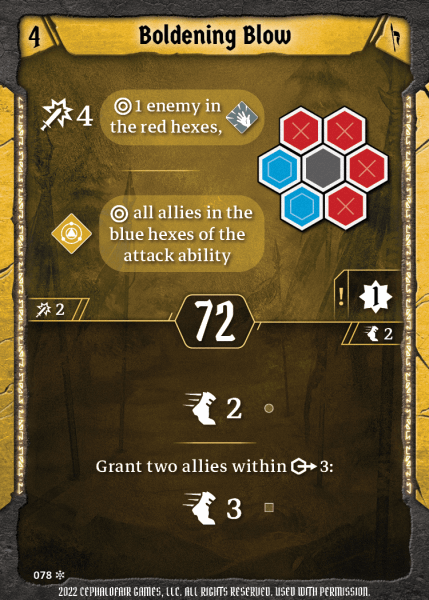 4
Boldening Blow
4
1 enemy in
the red hexes,
all allies in the
blue hexes of the
attack ability
! 1
2
72
2
2
Grant two allies within 3:
3
078
2022 CEPHALOFAIR GAMES, LLC. ALL RIGHTS RESERVED. USED WITH PERMISSION.